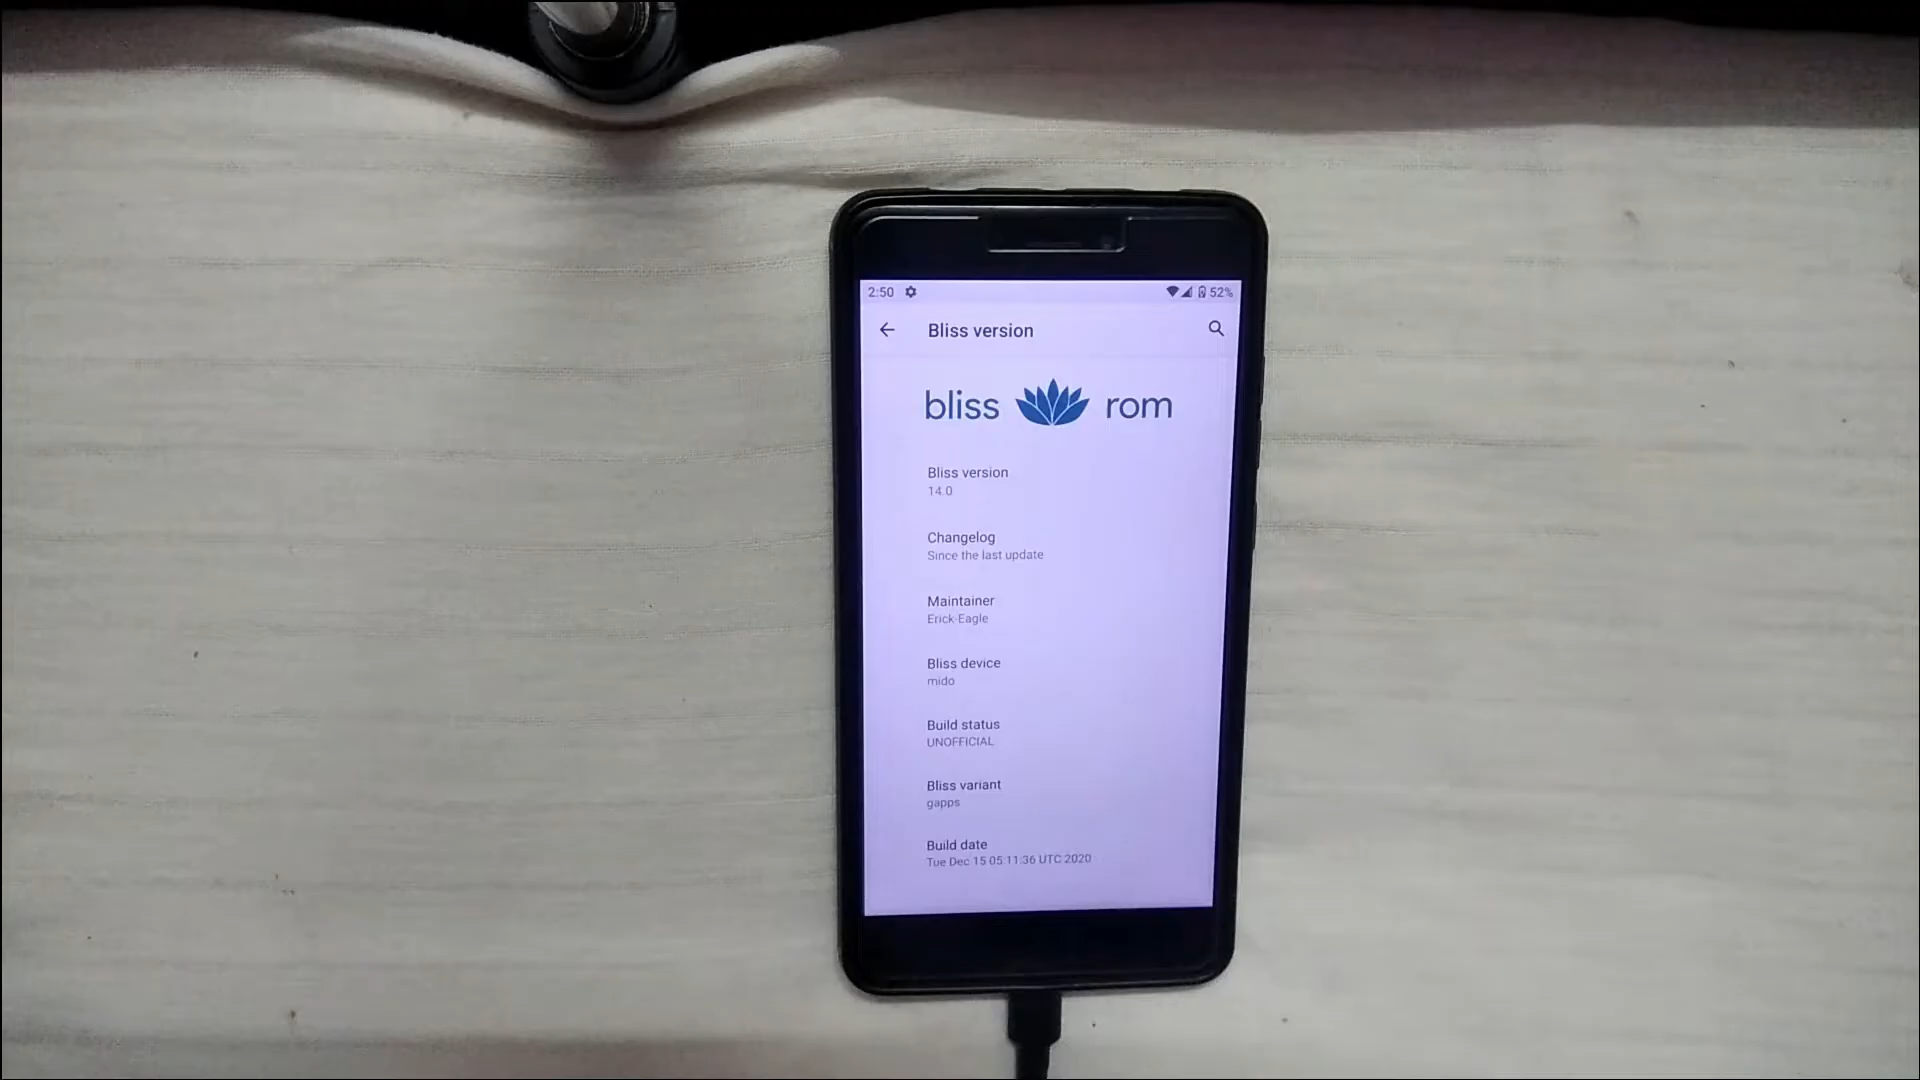 2:50 52%
Bliss version
bliss rom
Bliss version
14.0
Changelog
Since the last update
Maintainer
Erick-Eagle
Bliss device
mido
Build status
UNOFFICIAL
Bliss variant
gapps
Build date
Tue Dec 15 05:11:36 UTC 2020